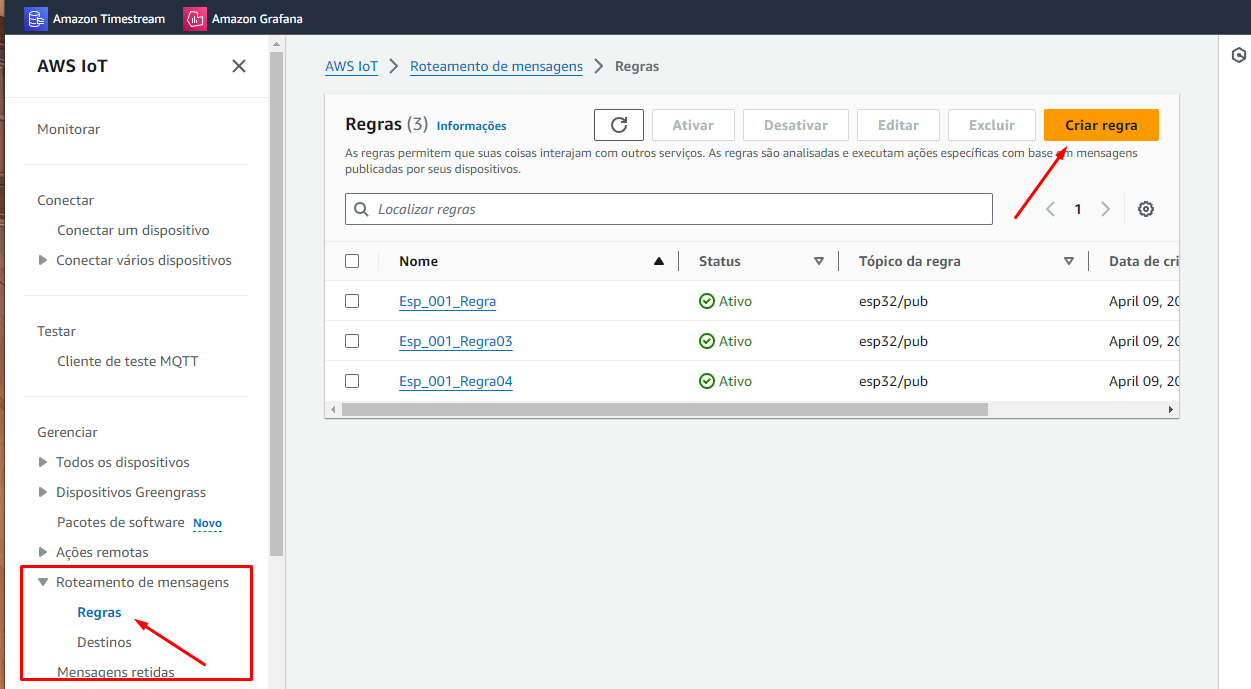 Amazon Timestream Amazon Grafana
AWS IoT
Monitorar
Conectar
Conectar um dispositivo
Conectar vários dispositivos
Testar
Cliente de teste MQTT
Gerenciar
Todos os dispositivos
Dispositivos Greengrass
Pacotes de software Novo
Ações remotas
Roteamento de mensagens
Regras
Destinos
Mensagens retidas
AWS IoT Roteamento de mensagens Regras
Regras (3) Informações Ativar Desativar Editar Excluir Criar regra
As regras permitem que suas coisas interajam com outros serviços. As regras são analisadas e executam ações específicas com base em mensagens
publicadas por seus dispositivos.
Localizar regras 1
Nome Status Tópico da regra Data de cri
Esp_001_Regra Ativo esp32/pub April 09, 20
Esp_001_Regra03 Ativo esp32/pub April 09, 20
Esp_001_Regra04 Ativo esp32/pub April 09, 20